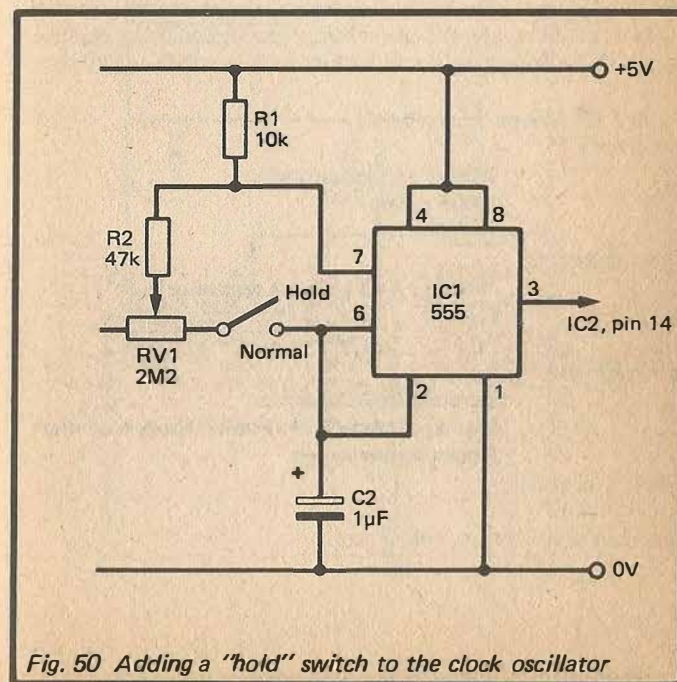 +5V
R1
10k
4
8
R2
47k
7
Hold
IC1
555
3
6
IC2, pin 14
Normal
RV1
2M2
2
1
+
C2
1µF
0V
Fig. 50 Adding a "hold" switch to the clock oscillator